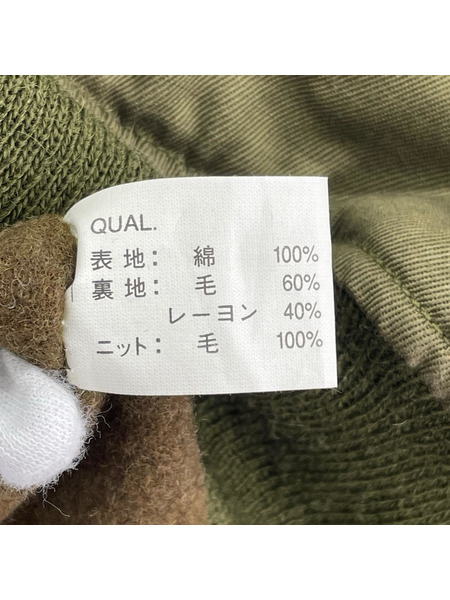 QUAL.
表 地: 綿 100%
裏 地: 毛 60%
レーヨン 40%
ニット: 毛 100%